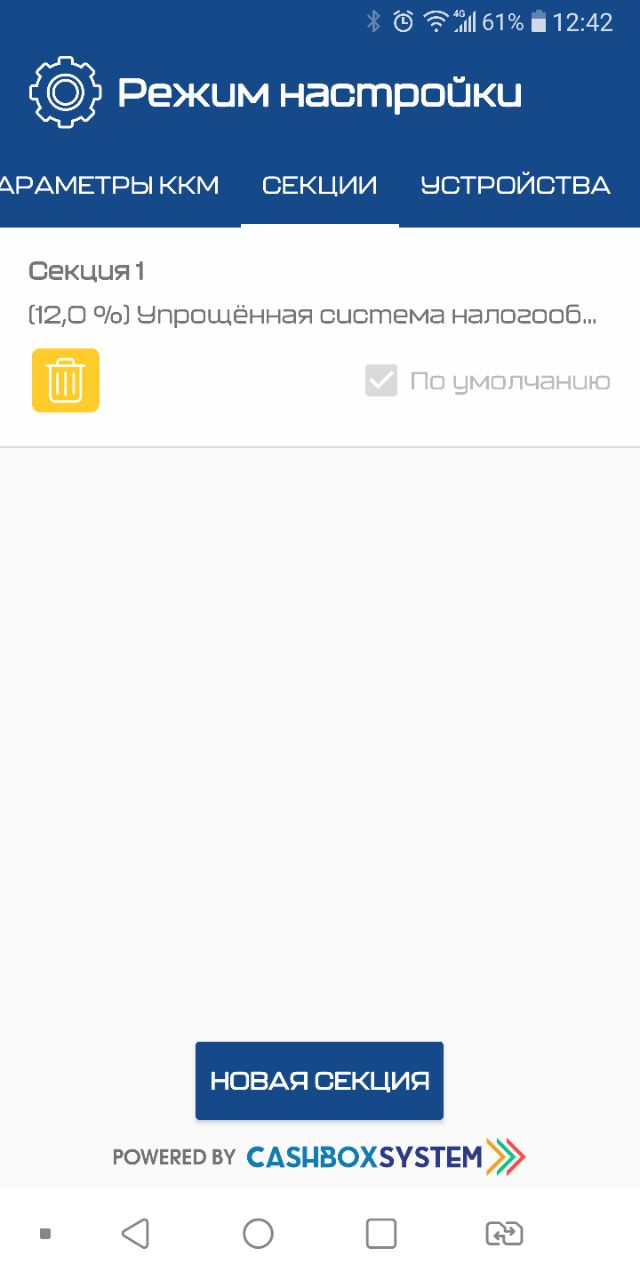 4G 61% 12:42
Режим настройки
АРАМЕТРЫ ККМ СЕКЦИИ УСТРОЙСТВА
Секция 1
(12,0 %) Упрощённая система налогооб...
По умолчанию
НОВАЯ СЕКЦИЯ
POWERED BY CASHBOXSYSTEM